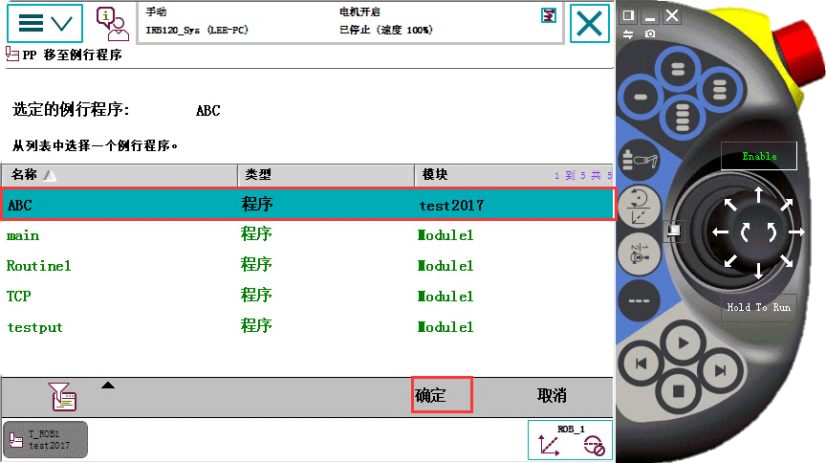 手动
电机开启
IRB120_Sys (LEE-PC)
已停止 (速度 100%)
PP 移至例行程序
选定的例行程序: ABC
从列表中选择一个例行程序。
名称 类型 模块 1 到 5 共 5
ABC 程序 test2017
main 程序 Module1
Routine1 程序 Module1
TCP 程序 Module1
testput 程序 Module1
确定 取消
T_ROB1
test2017
ROB_1
Enable
Hold To Run